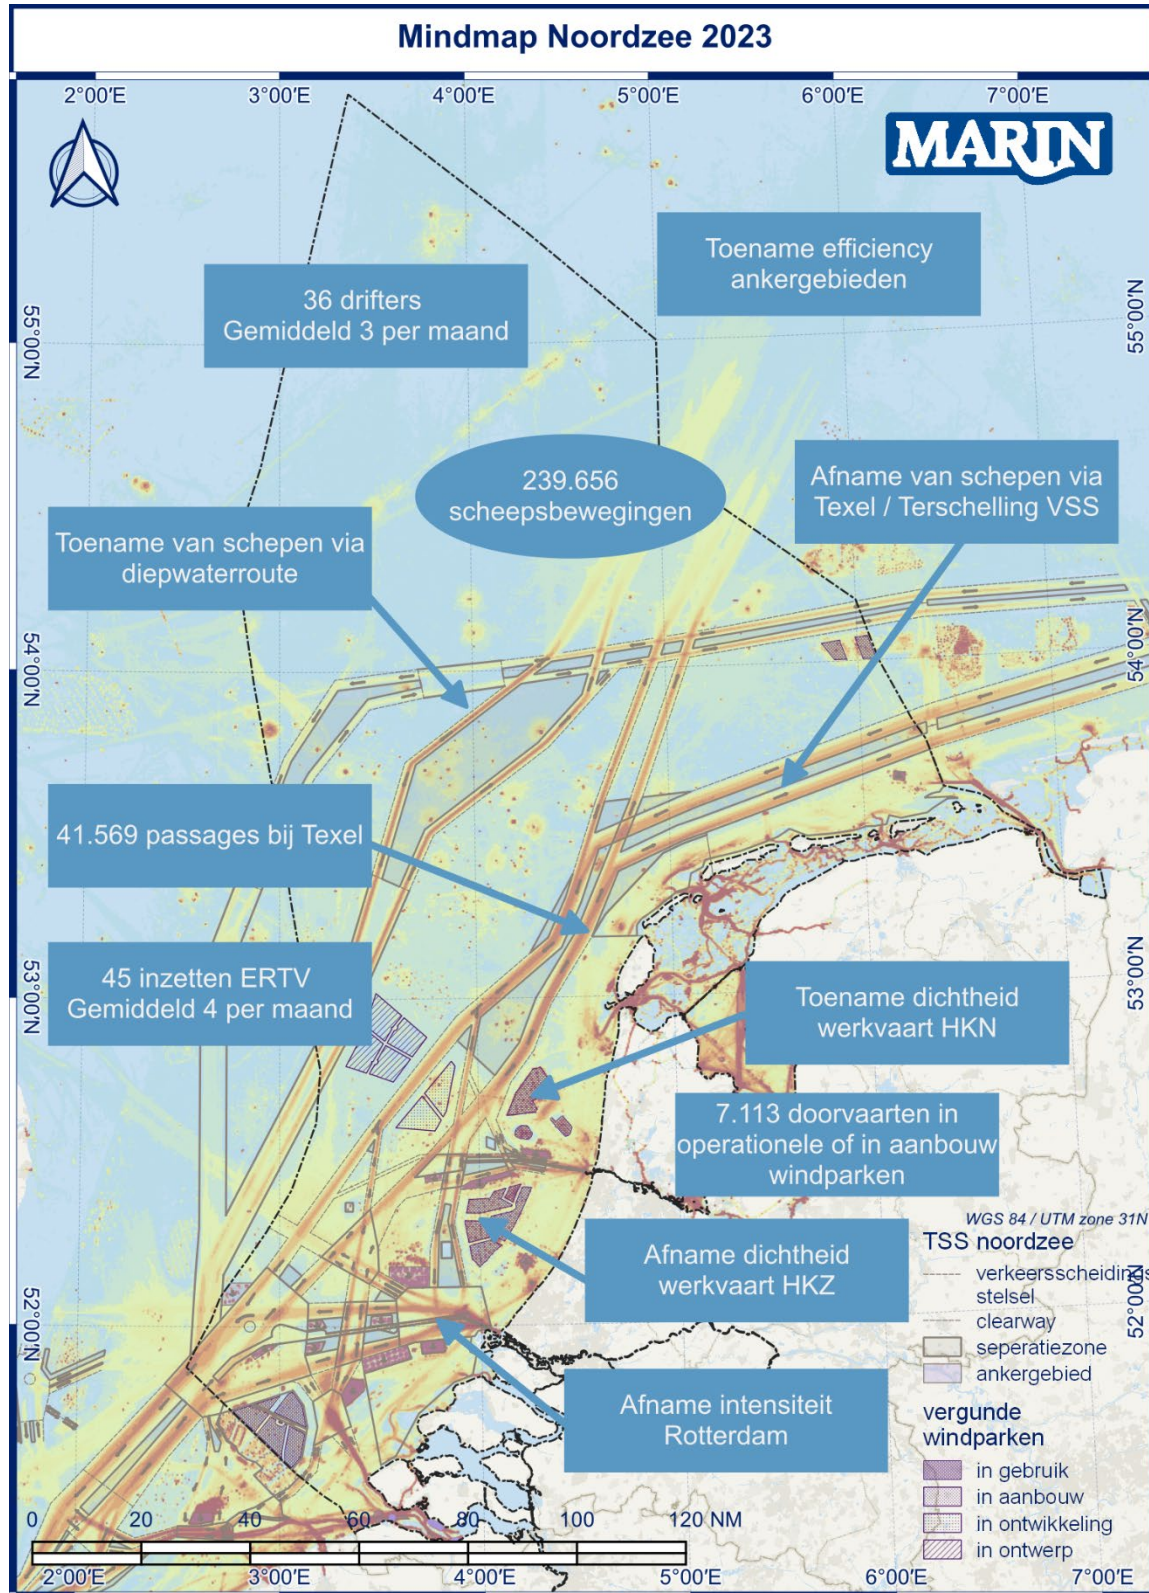 Mindmap Noordzee 2023
2°00'E 3°00'E 4°00'E 5°00'E 6°00'E 7°00'E
MARIN
Toename efficiency
ankergebieden
36 drifters
Gemiddeld 3 per maand
55°00'N
55°00'N
239.656
scheepsbewegingen
Afname van schepen via
Texel / Terschelling VSS
Toename van schepen via
diepwaterroute
54°00'N
54°00'N
41.569 passages bij Texel
45 inzetten ERTV
Gemiddeld 4 per maand
53°00'N
53°00'N
Toename dichtheid
werkvaart HKN
7.113 doorvaarten in
operationele of in aanbouw
windparken
Afname dichtheid
werkvaart HKZ
52°00'N
52°00'N
Afname intensiteit
Rotterdam
WGS 84 / UTM zone 31N
TSS noordzee
verkeersscheidings
stelsel
clearway
seperatiezone
ankergebied
vergunde
windparken
in gebruik
in aanbouw
in ontwikkeling
in ontwerp
0 20 40 60 80 100 120 NM
2°00'E 3°00'E 4°00'E 5°00'E 6°00'E 7°00'E